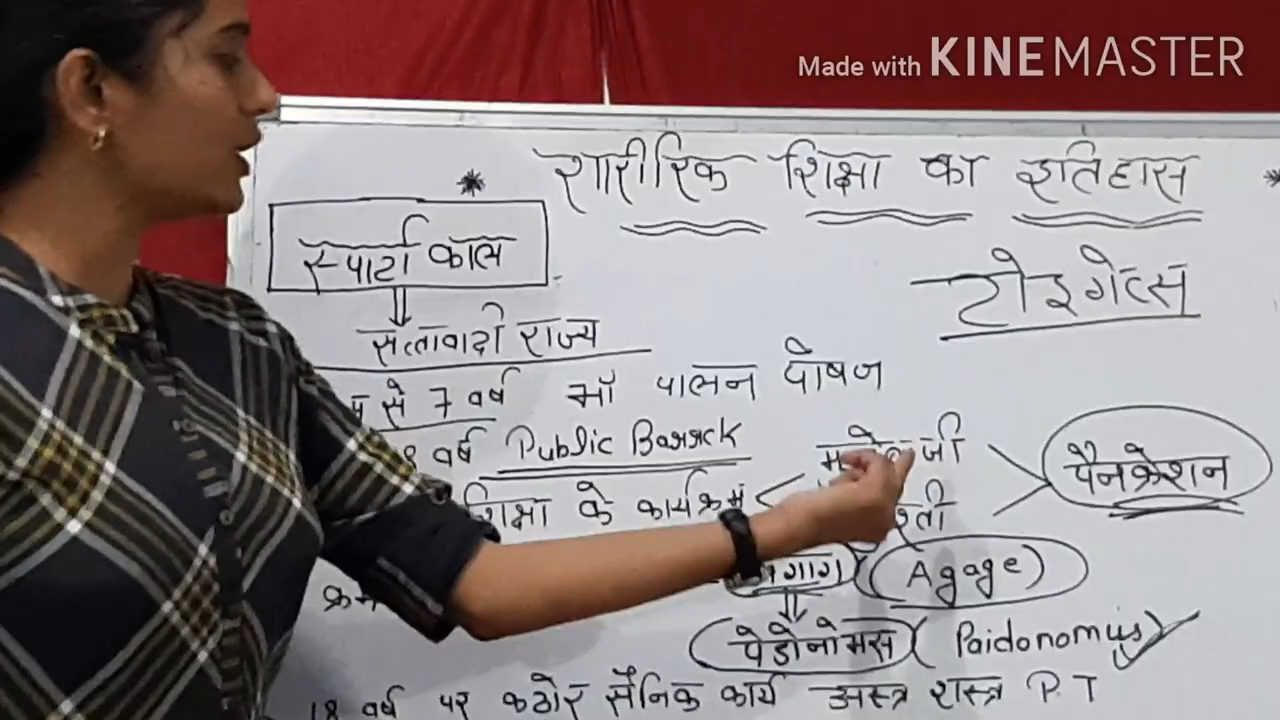 Made with KINEMASTER
* शारीरिक शिक्षा का इतिहास *
स्पार्टा काल
टोइगेत्स
सत्तावादी राज्य
से 7 वर्ष माँ पालन पोषण
वर्ष Public Barrack
शिक्षा के कार्यक्रम
पैनक्रेशन
(Agage)
पेडोनोमस (Paidonomus)
18 वर्ष पर कठोर सैनिक कार्य अस्त्र शस्त्र P.T